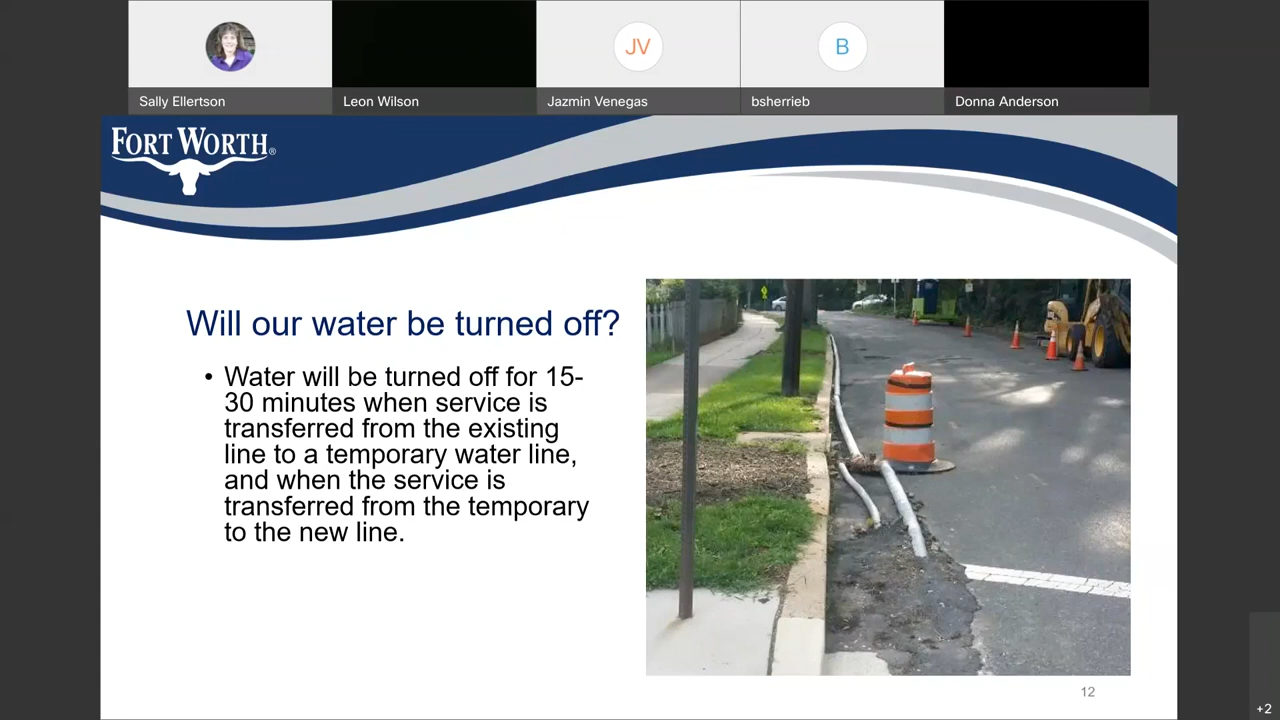 JV
B
Sally Ellertson
Leon Wilson
Jazmin Venegas
bsherrieb
Donna Anderson
FORT WORTH®
Will our water be turned off?
• Water will be turned off for 15-
30 minutes when service is
transferred from the existing
line to a temporary water line,
and when the service is
transferred from the temporary
to the new line.
12
+2